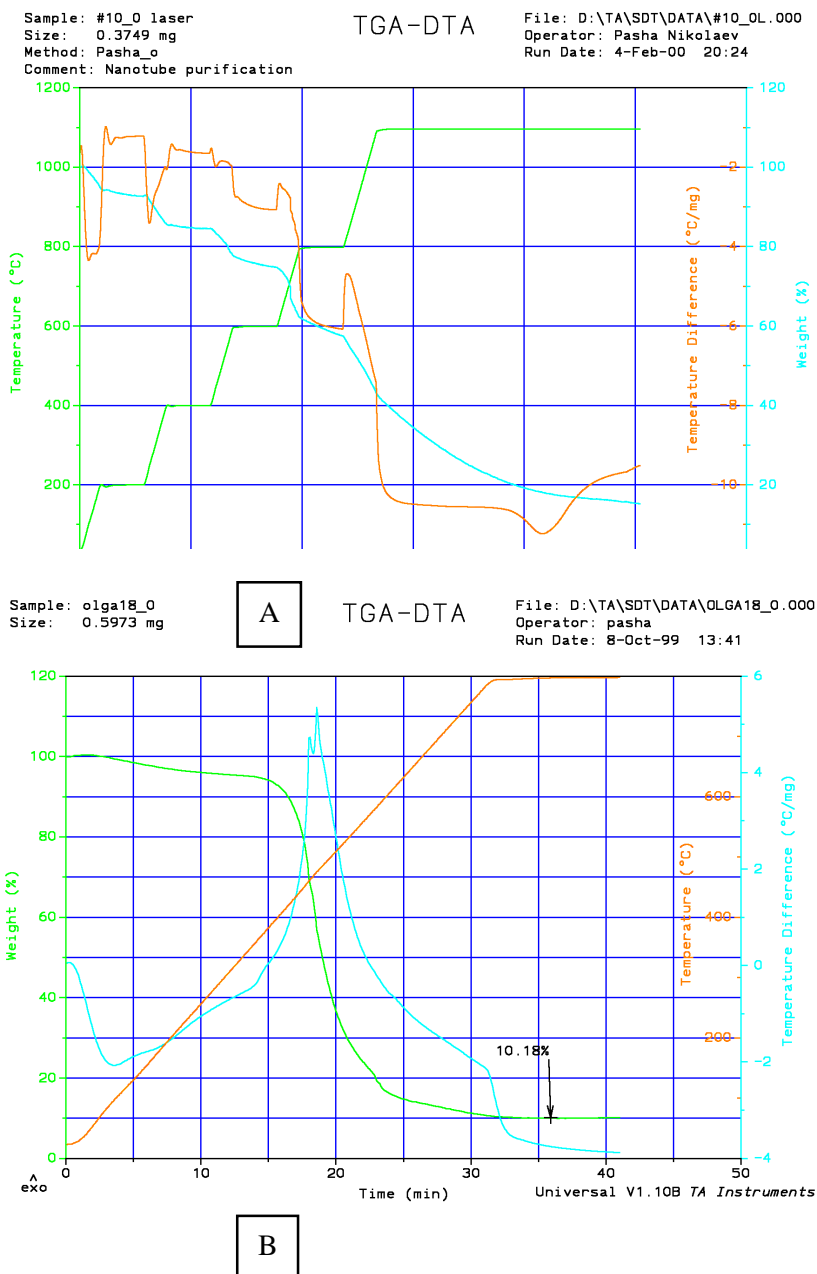 Sample: #10_0 laser
Size: 0.3749 mg
Method: Pasha_o
Comment: Nanotube purification
TGA-DTA
File: D:\TA\SDT\DATA\#10_OL.000
Operator: Pasha Nikolaev
Run Date: 4-Feb-00 20:24
1200
1000
800
600
400
200
Temperature (°C)
-2
-4
-6
-8
-10
Temperature Difference (°C/mg)
120
100
80
60
40
20
0
Weight (%)
A
Sample: olga18_0
Size: 0.5973 mg
TGA-DTA
File: D:\TA\SDT\DATA\OLGA18_0.000
Operator: pasha
Run Date: 8-Oct-99 13:41
120
100
80
60
40
20
0
Weight (%)
10.18%
600
400
200
Temperature (°C)
6
4
2
0
-2
-4
Temperature Difference (°C/mg)
0
10
20
30
40
50
^
exo
Time (min)
Universal V1.10B TA Instruments
B